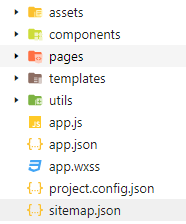 assets
components
pages
templates
utils
app.js
app.json
app.wxss
project.config.json
sitemap.json